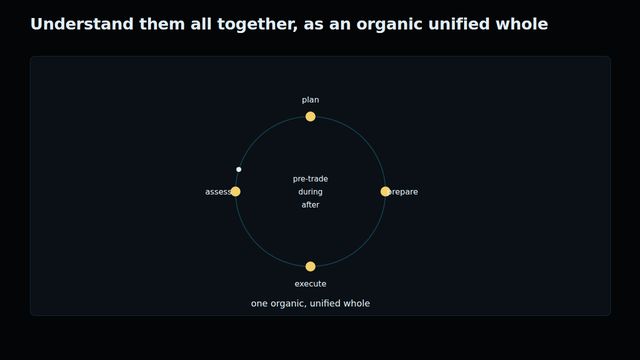 Understand them all together, as an organic unified whole
plan
pre-trade
assess
during
prepare
after
execute
one organic, unified whole